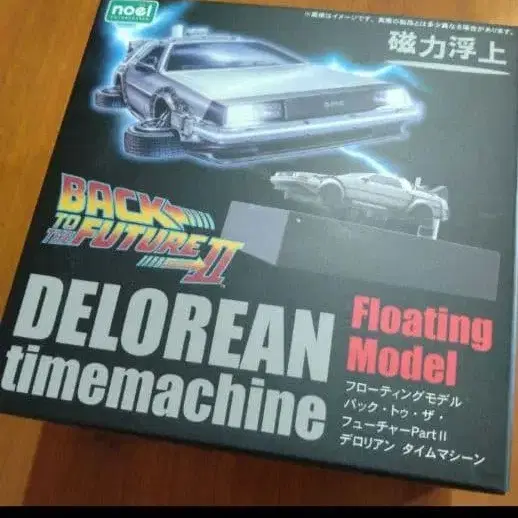 noel
※画像はイメージです。実際の製品とは多少異なる場合があります。
磁力浮上
BACK
TO
THE FUTURE II
DELOREAN
timemachine
Floating
Model
フローティングモデル
バック・トゥ・ザ・
フューチャーPart II
デロリアン タイムマシーン